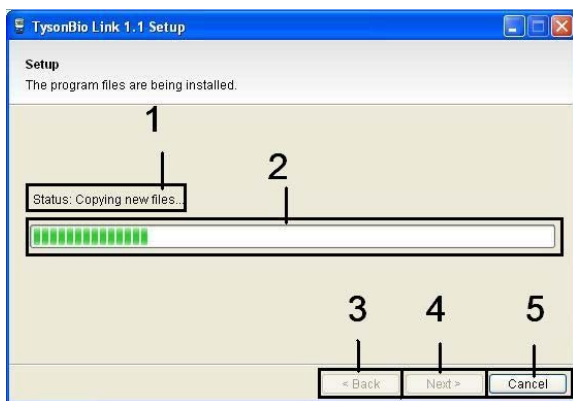 TysonBio Link 1.1 Setup
Setup
The program files are being installed.
1
Status: Copying new files...
2
3 4 5
< Back Next > Cancel